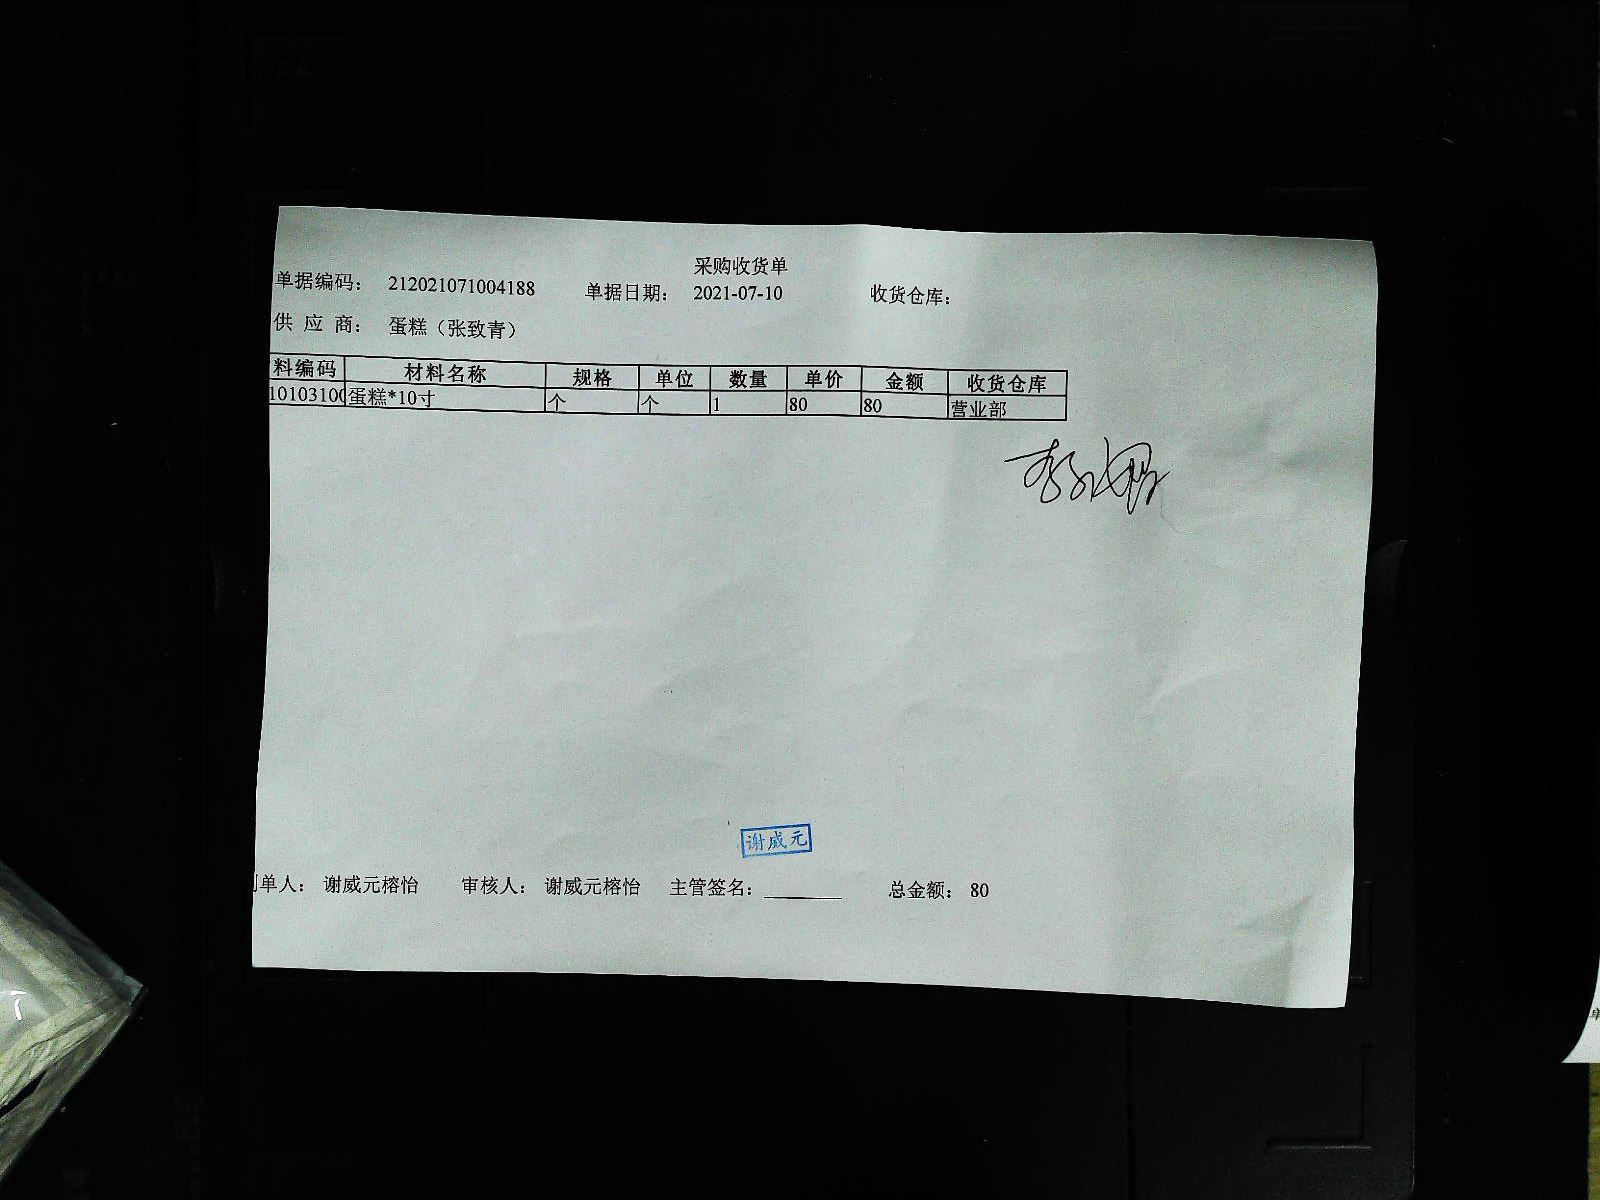 采购收货单
单据编码： 212021071004188 单据日期： 2021-07-10 收货仓库：
供 应 商： 蛋糕（张致青）
料编码 材料名称 规格 单位 数量 单价 金额 收货仓库
1010310 蛋糕*10寸 个 个 1 80 80 营业部
谢威元
单人： 谢威元榕怡 审核人： 谢威元榕怡 主管签名： 总金额： 80